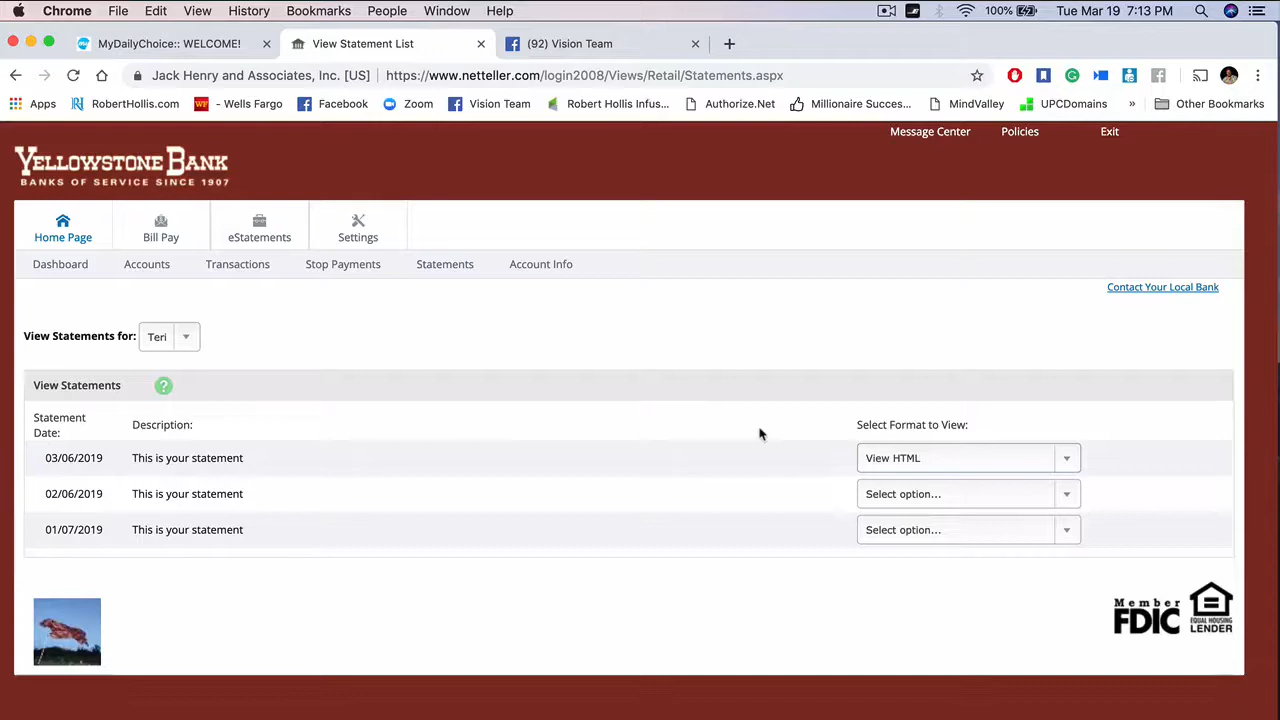 Chrome File Edit View History Bookmarks People Window Help 100% Tue Mar 19 7:13 PM
MyDailyChoice:: WELCOME! View Statement List (92) Vision Team
Jack Henry and Associates, Inc. [US] https://www.netteller.com/login2008/Views/Retail/Statements.aspx
Apps RobertHollis.com - Wells Fargo Facebook Zoom Vision Team Robert Hollis Infus... Authorize.Net Millionaire Succes... MindValley UPCDomains » Other Bookmarks
Message Center Policies Exit
YELLOWSTONE BANK
BANKS OF SERVICE SINCE 1907
Home Page Bill Pay eStatements Settings
Dashboard Accounts Transactions Stop Payments Statements Account Info
Contact Your Local Bank
View Statements for: Teri
View Statements ?
Statement Date: Description: Select Format to View:
03/06/2019 This is your statement View HTML
02/06/2019 This is your statement Select option...
01/07/2019 This is your statement Select option...
Member
FDIC
EQUAL HOUSING
LENDER